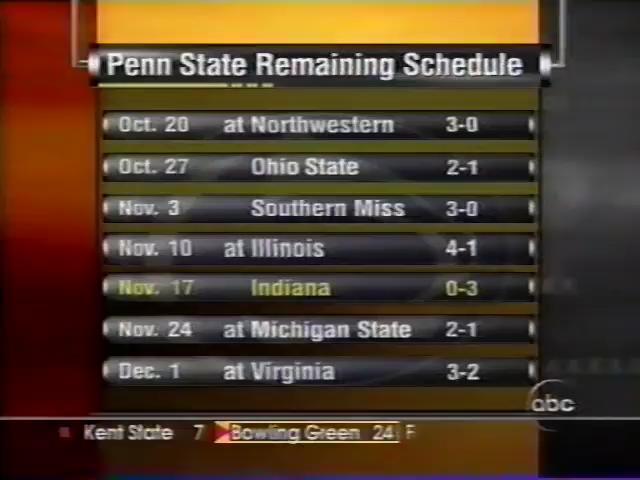 Penn State Remaining Schedule
Oct. 20 at Northwestern 3-0
Oct. 27 Ohio State 2-1
Nov. 3 Southern Miss 3-0
Nov. 10 at Illinois 4-1
Nov. 17 Indiana 0-3
Nov. 24 at Michigan State 2-1
Dec. 1 at Virginia 3-2
abc
Kent State 7 Bowling Green 24 F